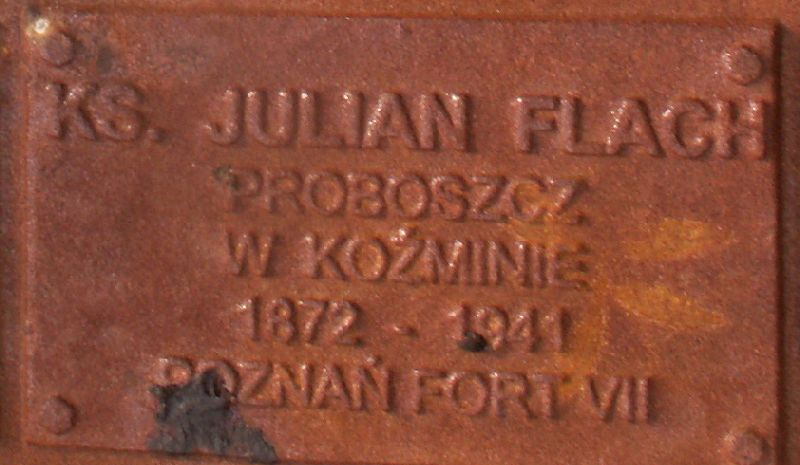 KS. JULIAN FLACH
PROBOSZCZ
W KOŹMINIE
1872 - 1941
POZNAŃ FORT VII